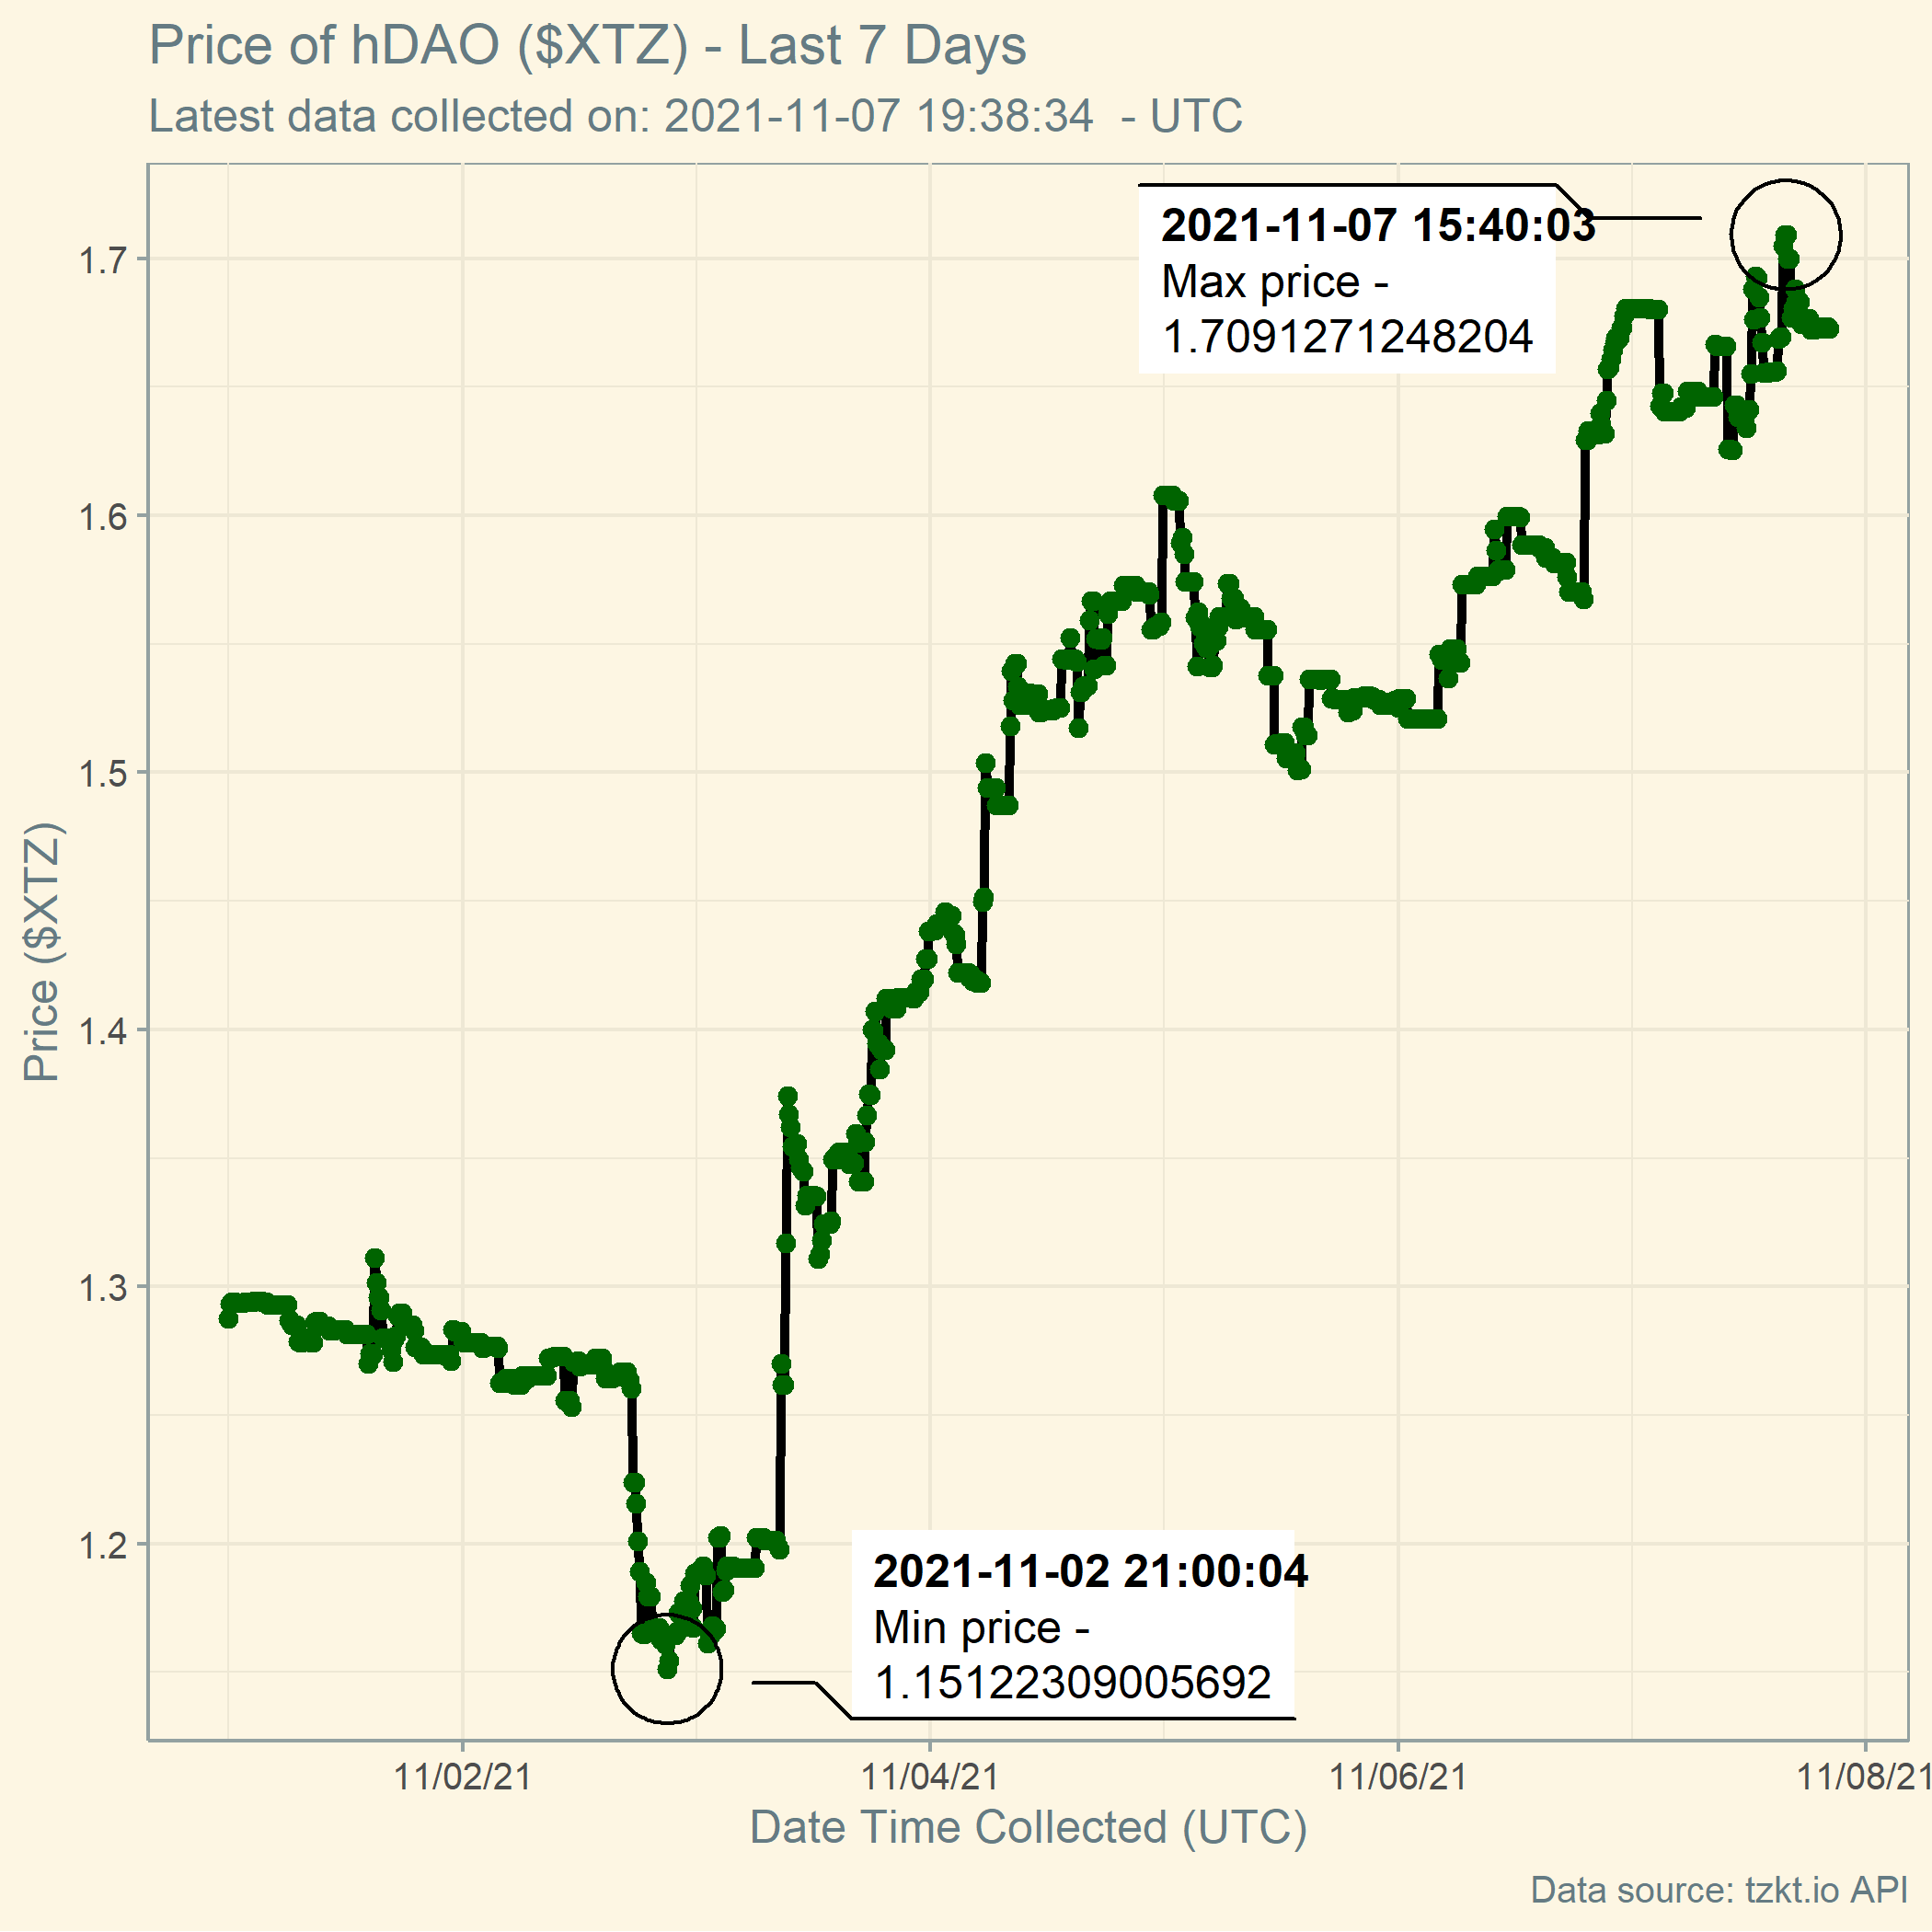 Price of hDAO ($XTZ) - Last 7 Days
Latest data collected on: 2021-11-07 19:38:34  - UTC
2021-11-07 15:40:03
Max price -
1.7091271248204
1.7
1.6
1.5
1.4
1.3
1.2
Price ($XTZ)
2021-11-02 21:00:04
Min price -
1.15122309005692
11/02/21
11/04/21
11/06/21
11/08/21
Date Time Collected (UTC)
Data source: tzkt.io API